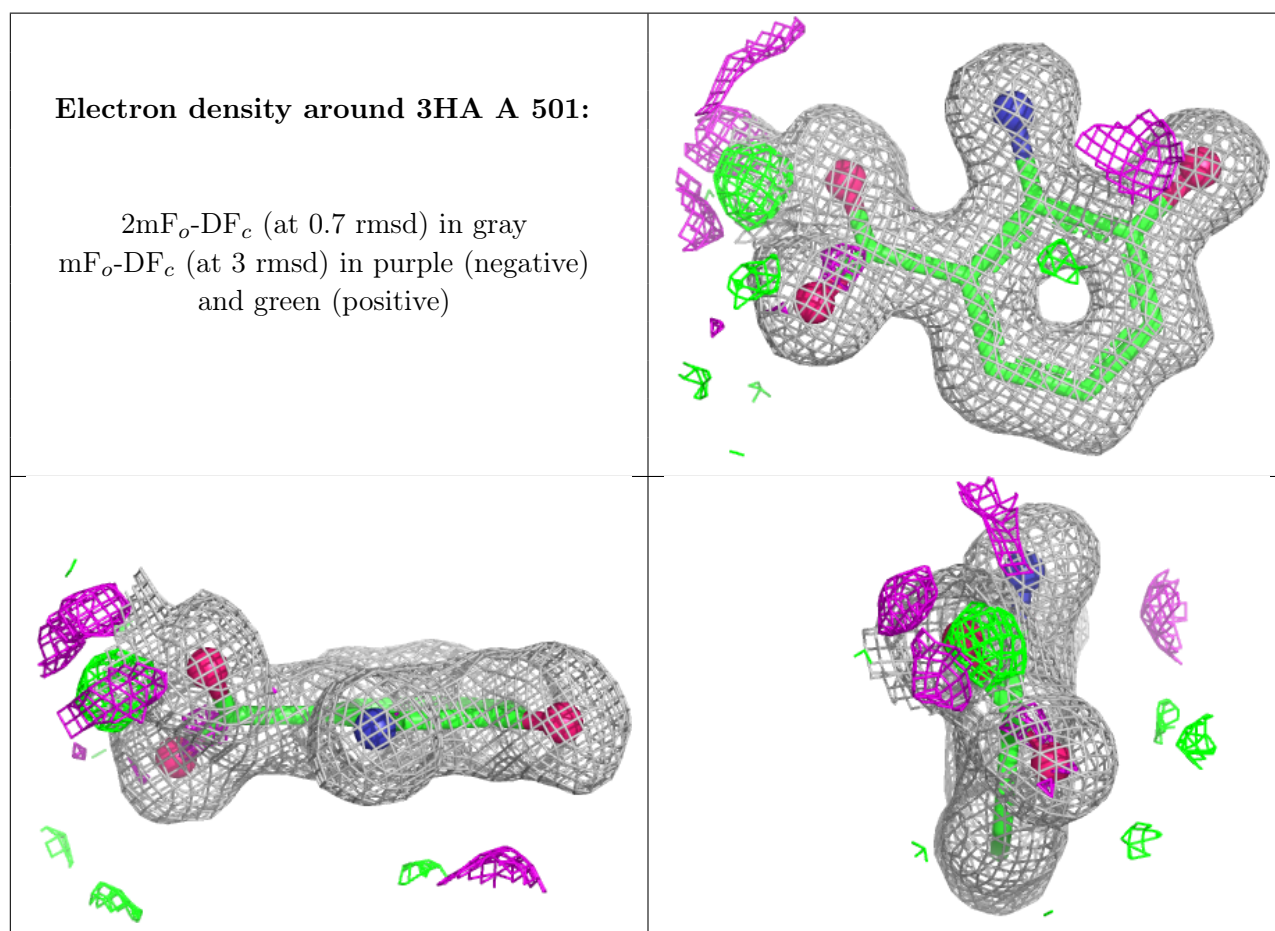 Electron density around 3HA A 501:
2mFo-DFc (at 0.7 rmsd) in gray
mFo-DFc (at 3 rmsd) in purple (negative)
and green (positive)